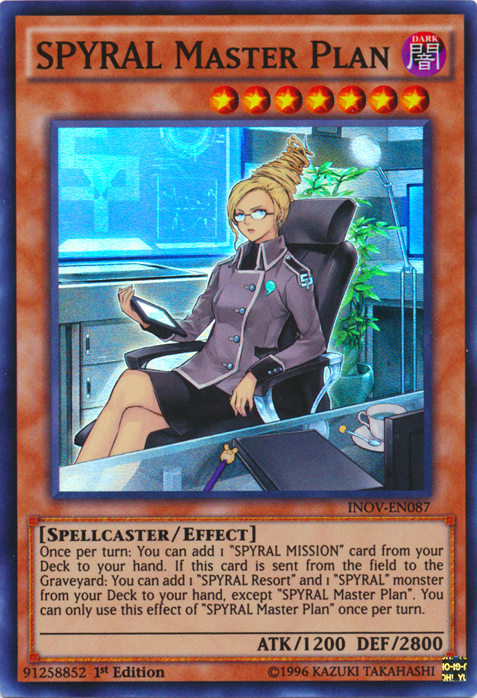 SPYRAL Master Plan
DARK
闇
INOV-EN087
[Spellcaster/Effect]
Once per turn: You can add 1 "SPYRAL MISSION" card from your
Deck to your hand. If this card is sent from the field to the
Graveyard: You can add 1 "SPYRAL Resort" and 1 "SPYRAL" monster
from your Deck to your hand, except "SPYRAL Master Plan". You
can only use this effect of "SPYRAL Master Plan" once per turn.
ATK/1200 DEF/2800
91258852 1st Edition
©1996 KAZUKI TAKAHASHI